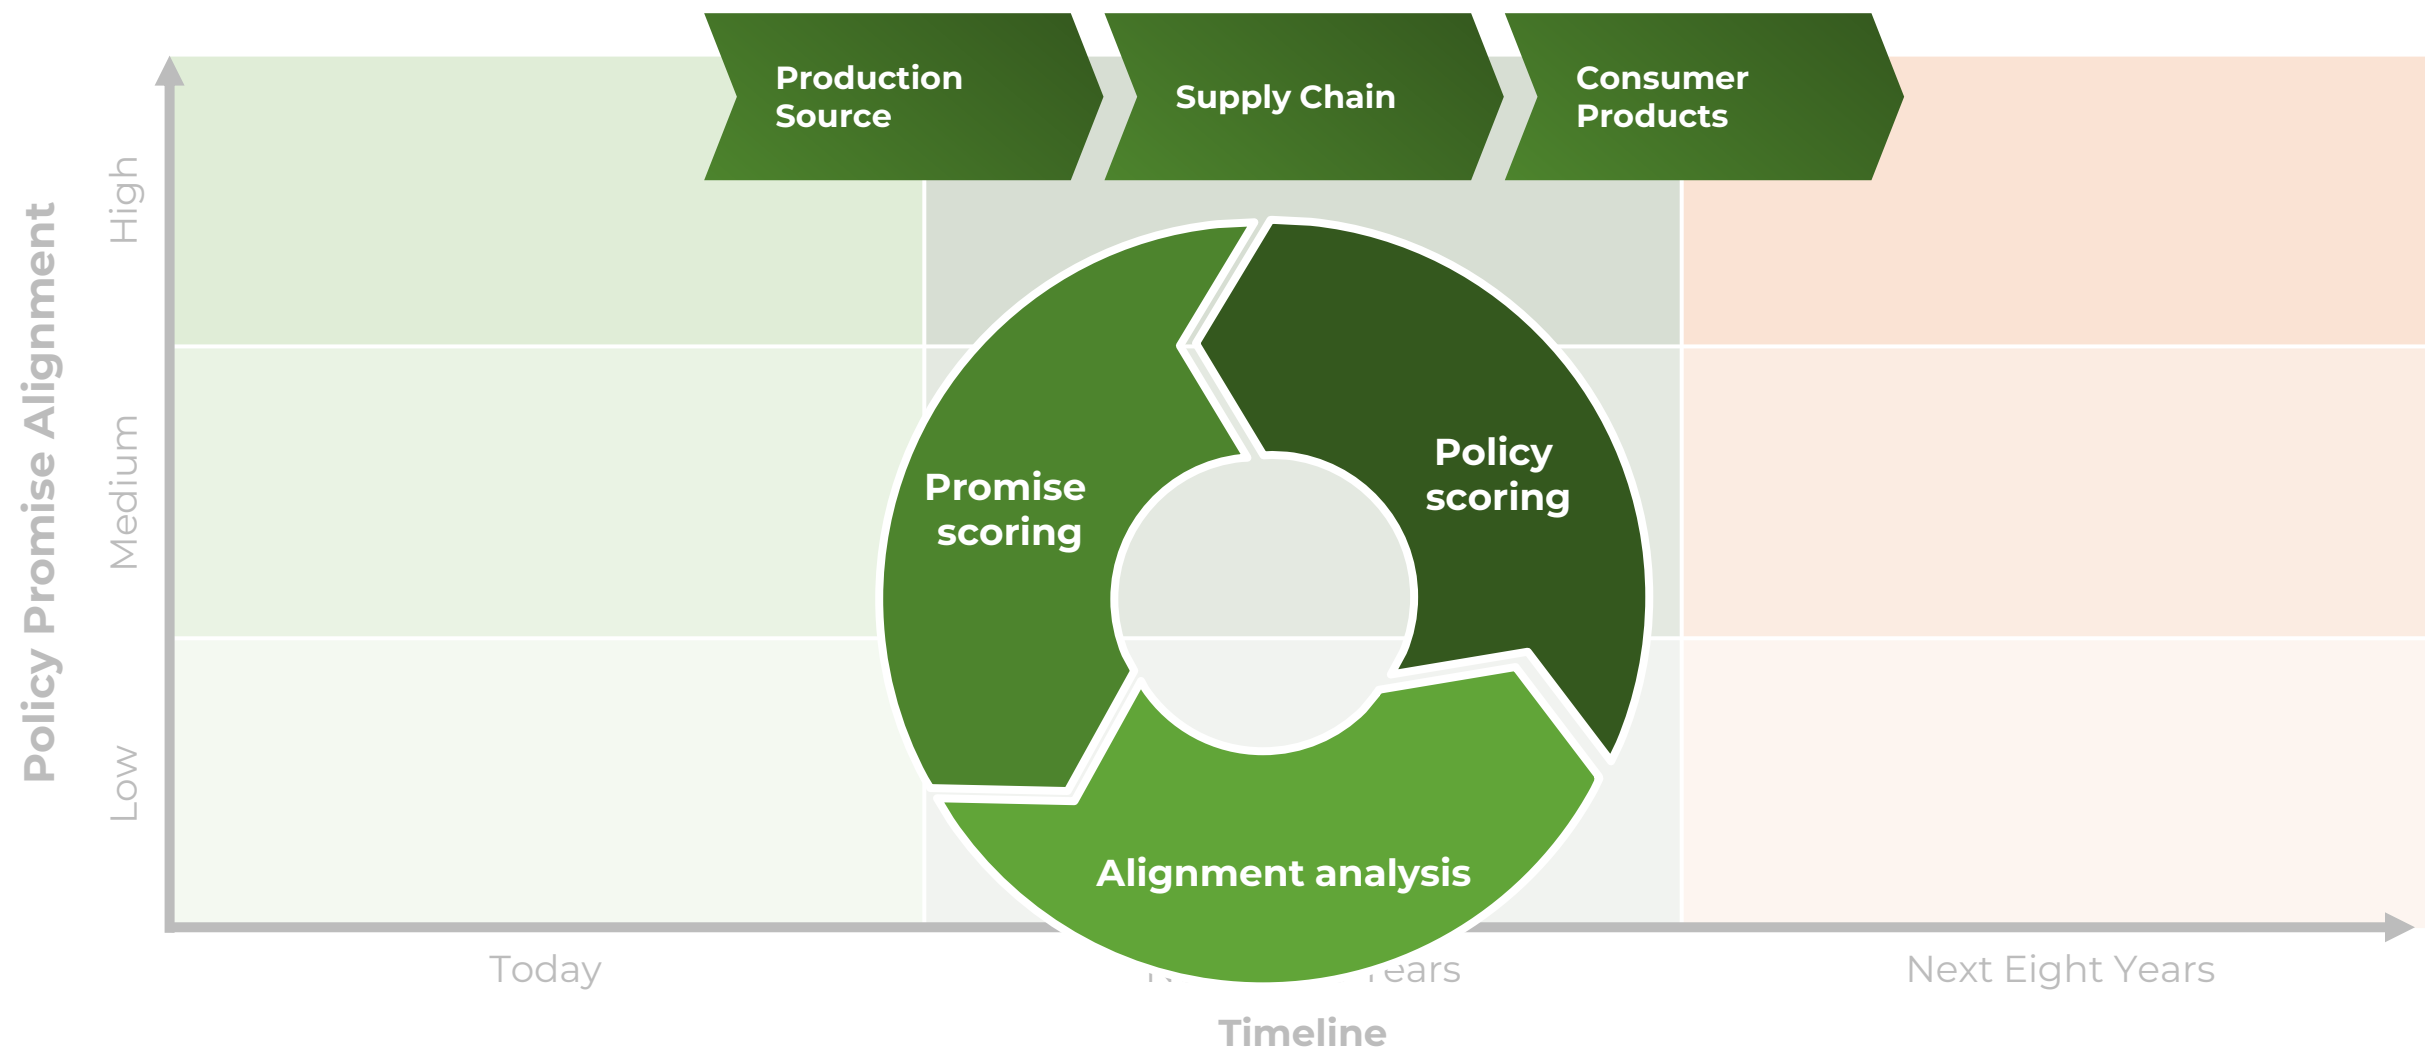 Production
Source
Supply Chain
Consumer
Products
Policy Promise Alignment
High
Medium
Low
Promise
scoring
Policy
scoring
Alignment analysis
Today
Next Eight Years
Timeline